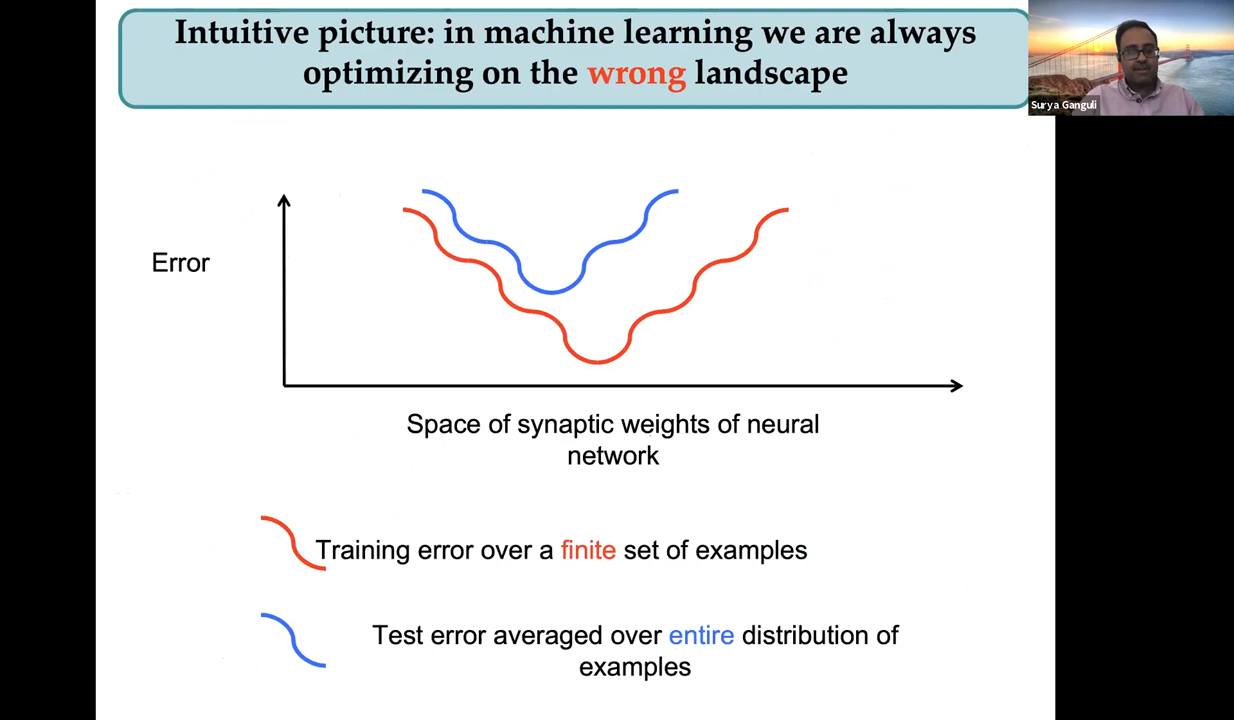 Intuitive picture: in machine learning we are always
optimizing on the wrong landscape
Surya Ganguli
Error
Space of synaptic weights of neural
network
Training error over a finite set of examples
Test error averaged over entire distribution of
examples